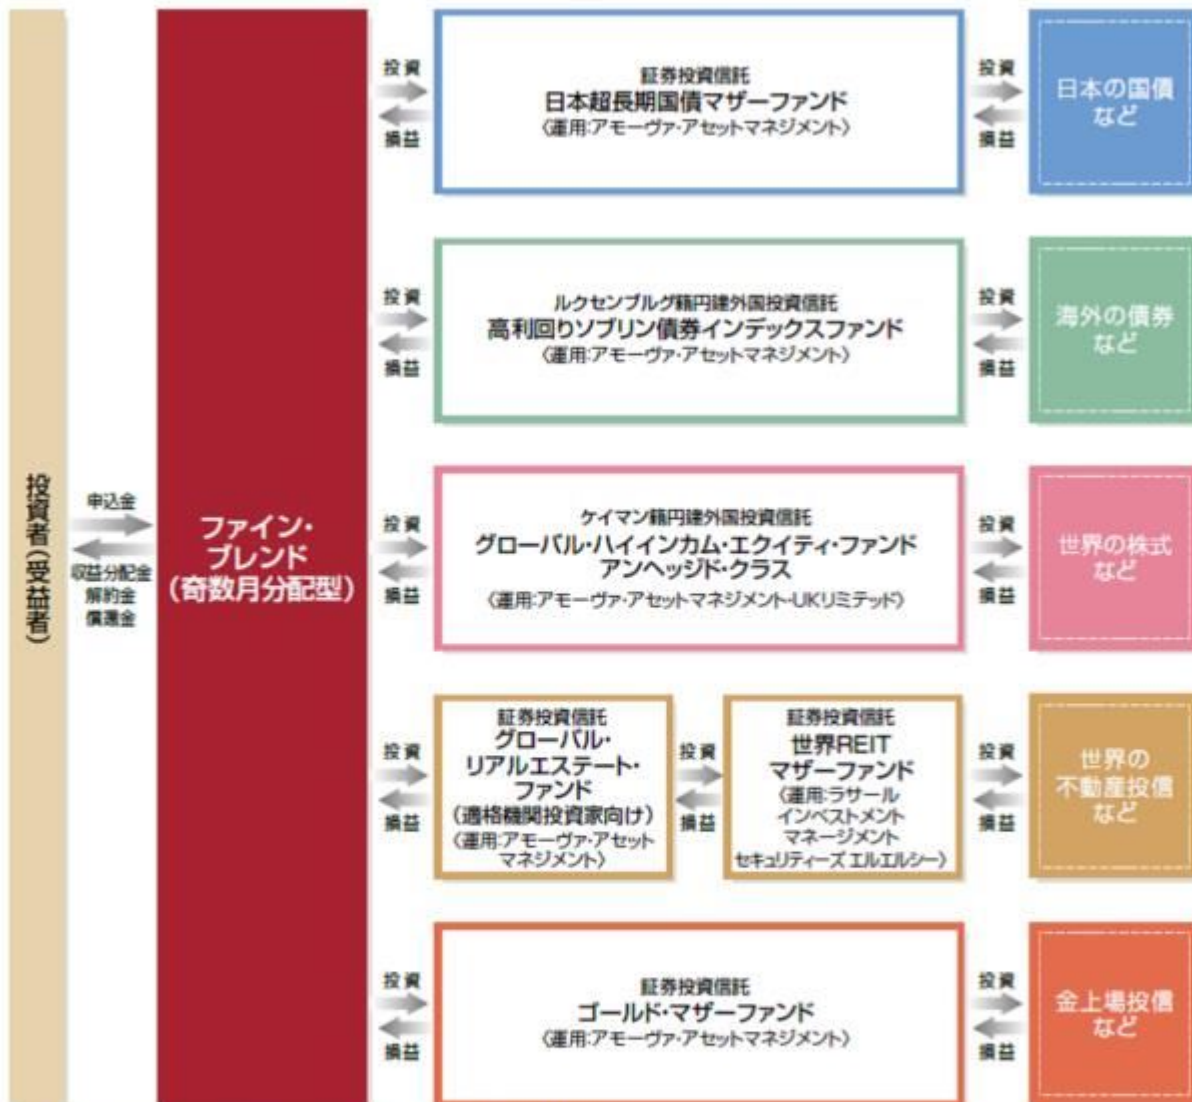 投資者(受益者)
申込金
収益分配金
解約金
償還金
ファイン・
ブレンド
(奇数月分配型)
投資
損益
証券投資信託
日本超長期国債マザーファンド
〈運用:アモーヴァ・アセットマネジメント〉
投資
損益
日本の国債
など
投資
損益
ルクセンブルグ籍円建外国投資信託
高利回りソブリン債券インデックスファンド
〈運用:アモーヴァ・アセットマネジメント〉
投資
損益
海外の債券
など
投資
損益
ケイマン籍円建外国投資信託
グローバル・ハイインカム・エクイティ・ファンド
アンヘッジド・クラス
〈運用:アモーヴァ・アセットマネジメント-UKリミテッド〉
投資
損益
世界の株式
など
投資
損益
証券投資信託
グローバル・
リアルエステート・
ファンド
(適格機関投資家向け)
〈運用:アモーヴァ・アセット
マネジメント〉
投資
損益
証券投資信託
世界REIT
マザーファンド
〈運用:ラサール
インベストメント
マネージメント
セキュリティーズ エルエルシー〉
投資
損益
世界の
不動産投信
など
投資
損益
証券投資信託
ゴールド・マザーファンド
〈運用:アモーヴァ・アセットマネジメント〉
投資
損益
金上場投信
など